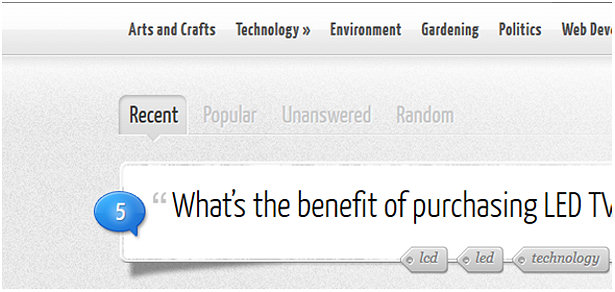 Arts and Crafts Technology » Environment Gardening Politics Web
Recent Popular Unanswered Random
5 “ What's the benefit of purchasing LED TV
lcd led technology